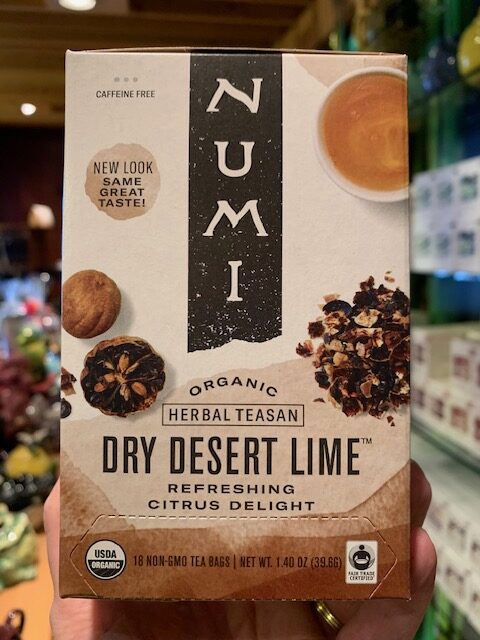 CAFFEINE FREE
NEW LOOK
SAME
GREAT
TASTE!
NUMI
ORGANIC
HERBAL TEASAN
DRY DESERT LIME™
REFRESHING
CITRUS DELIGHT
USDA
ORGANIC
18 NON-GMO TEA BAGS | NET WT. 1.40 OZ (39.6G)
FAIR TRADE
CERTIFIED